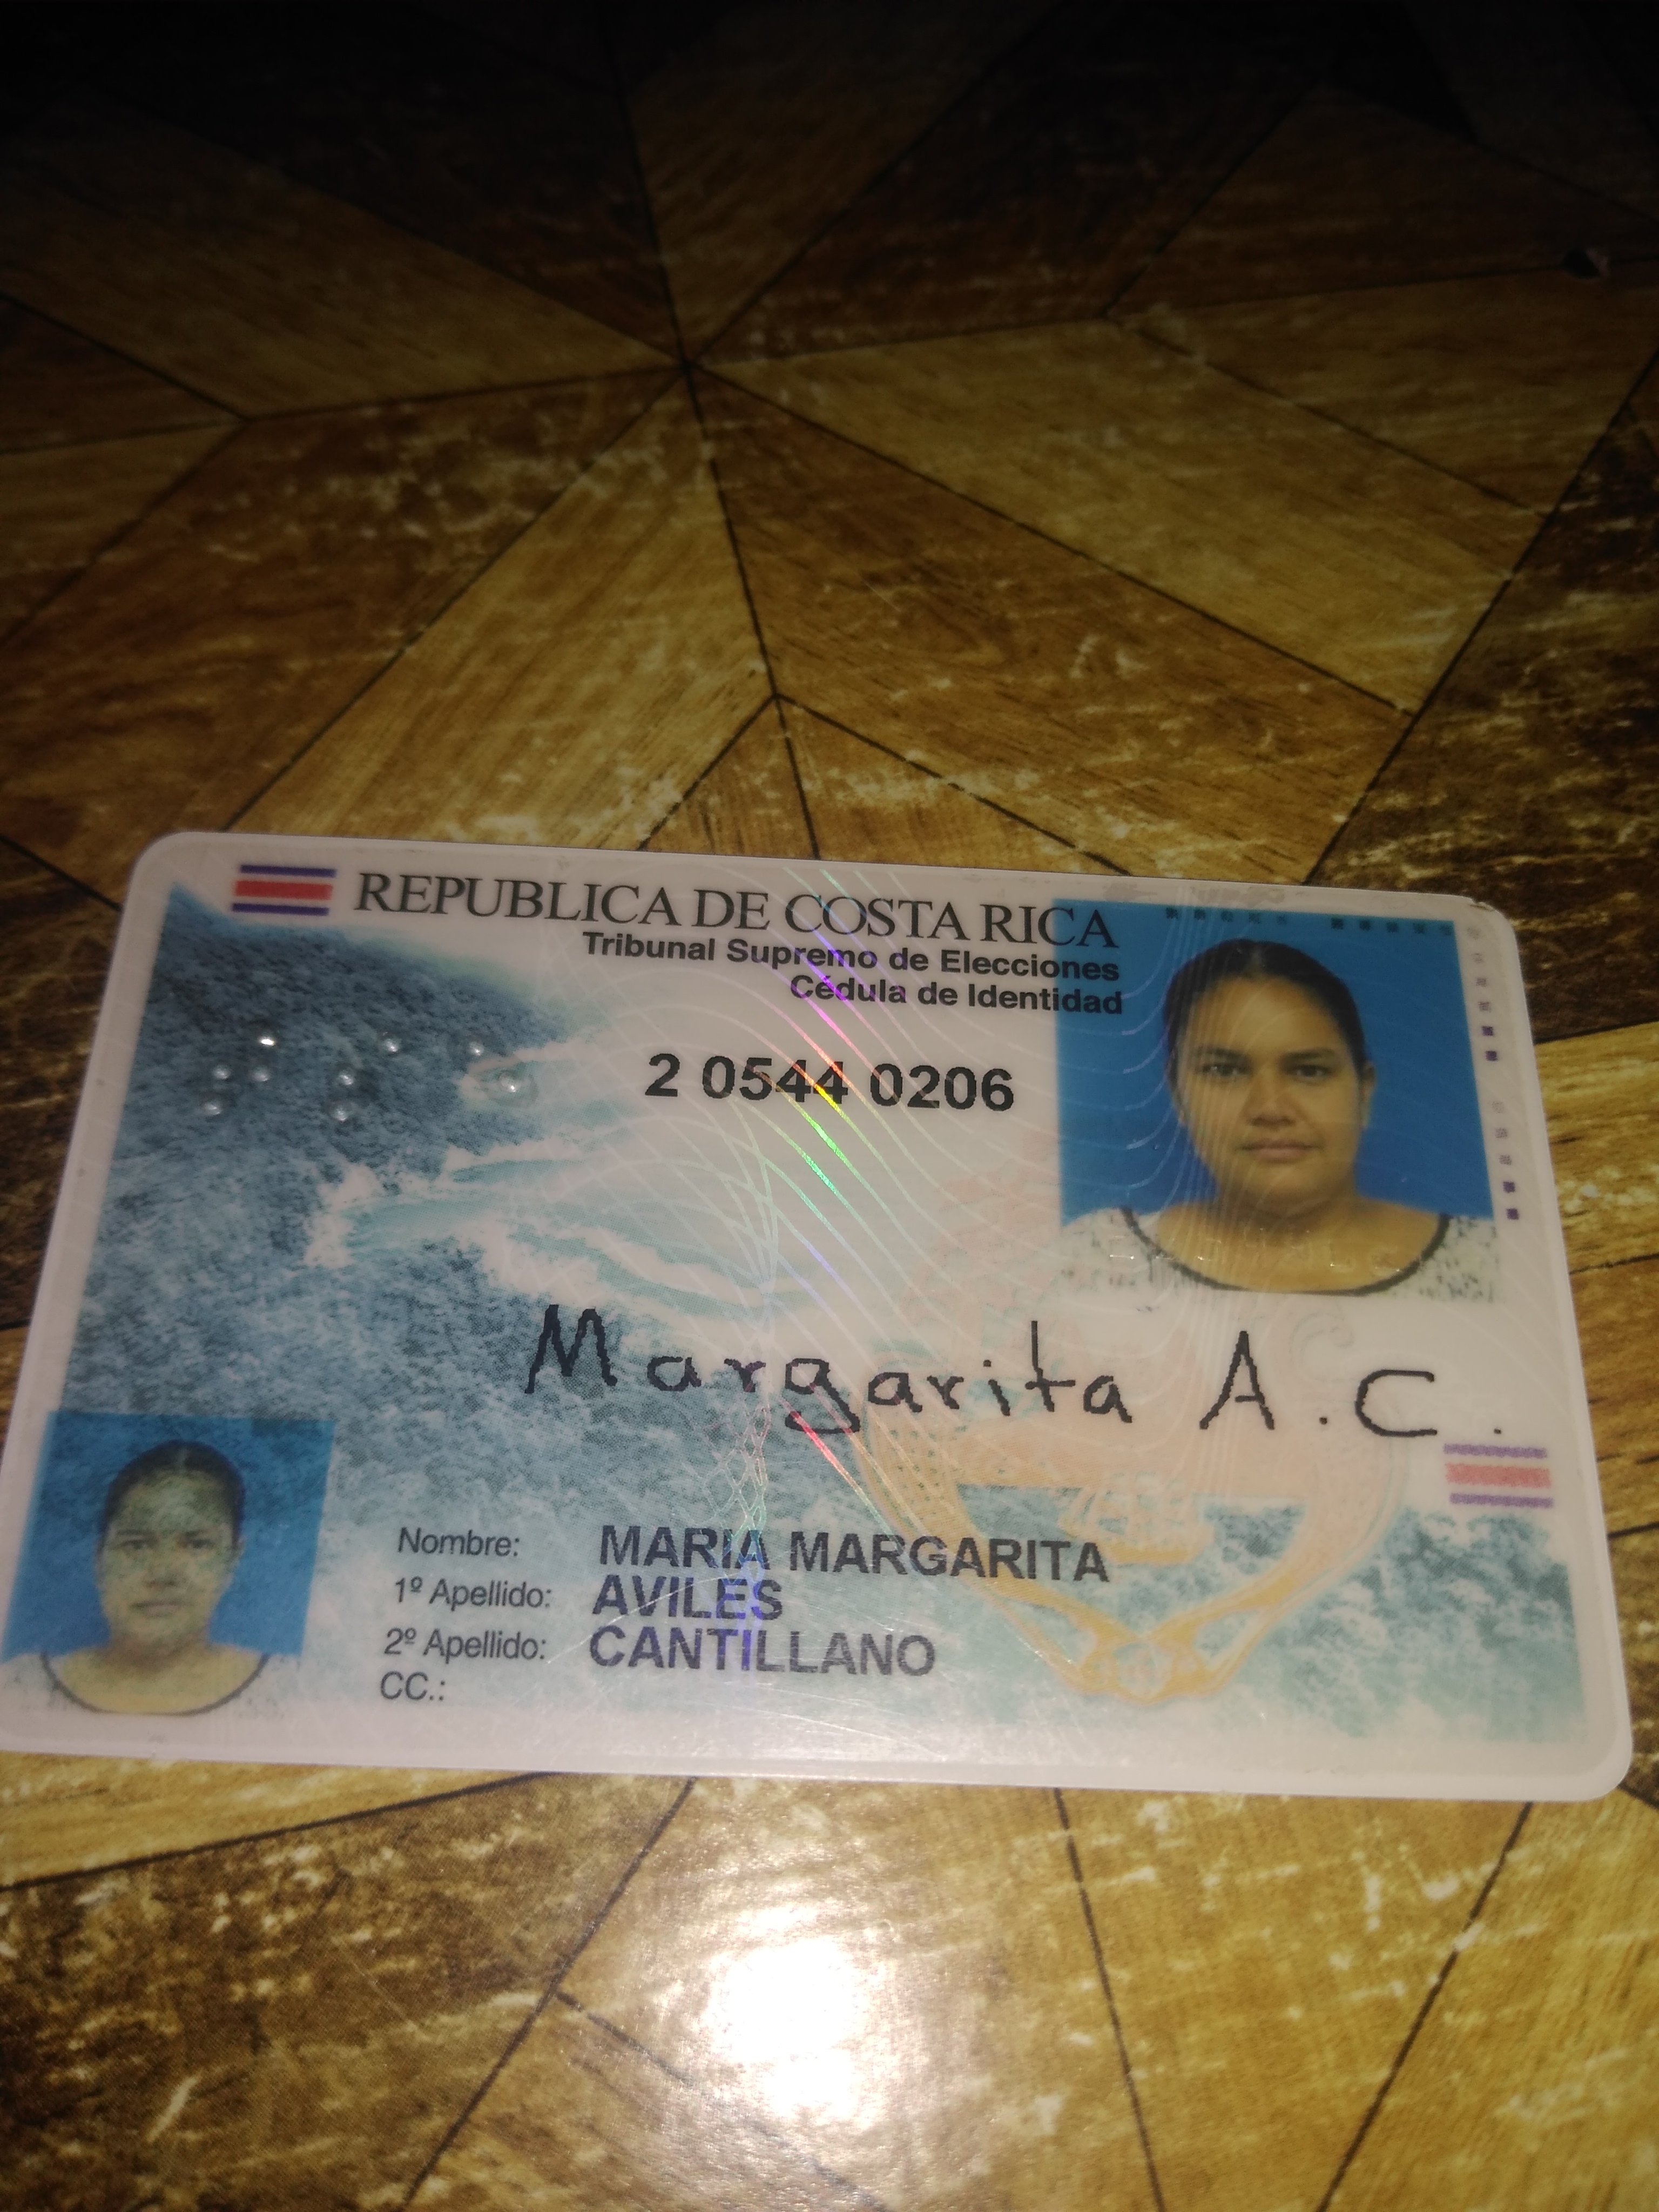 REPUBLICA DE COSTA RICA
Tribunal Supremo de Elecciones
Cédula de Identidad
2 0544 0206
Margarita A.C.
Nombre: MARIA MARGARITA
1º Apellido: AVILES
2º Apellido: CANTILLANO
CC.: